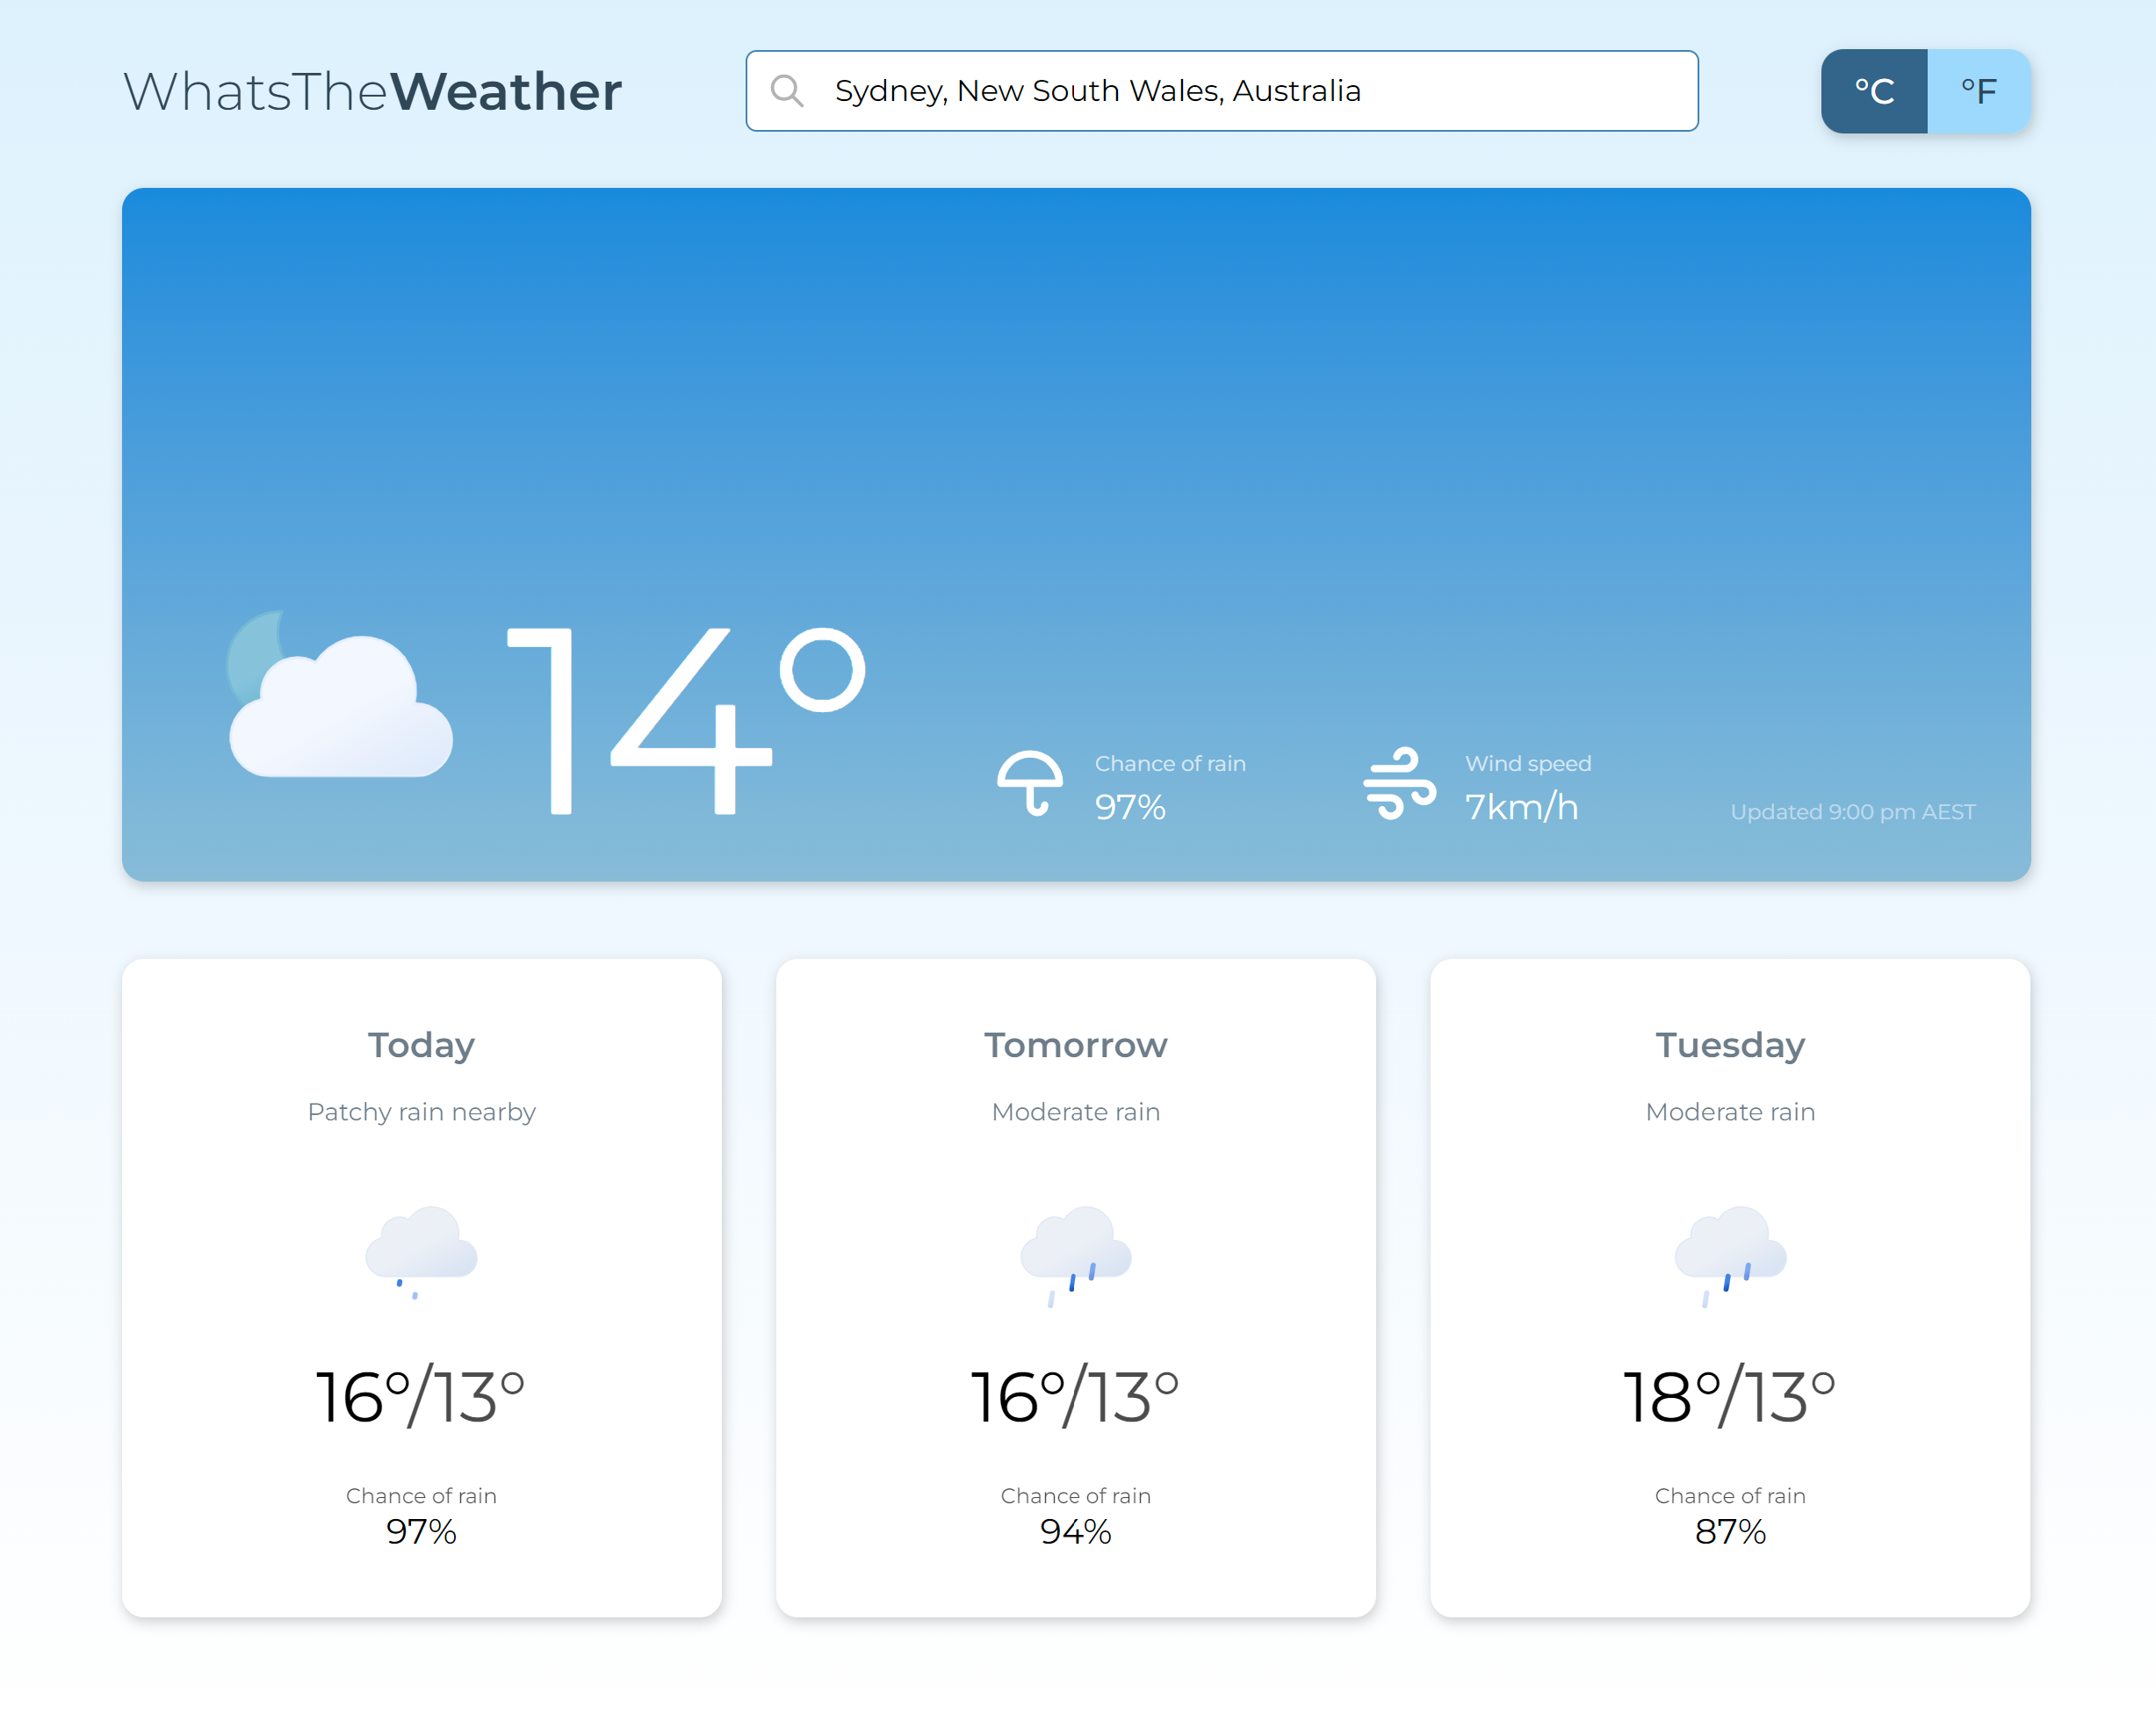 WhatsTheWeather
Sydney, New South Wales, Australia
°C
°F
14°
Chance of rain
97%
Wind speed
7km/h
Updated 9:00 pm AEST
Today
Patchy rain nearby
16°/13°
Chance of rain
97%
Tomorrow
Moderate rain
16°/13°
Chance of rain
94%
Tuesday
Moderate rain
18°/13°
Chance of rain
87%